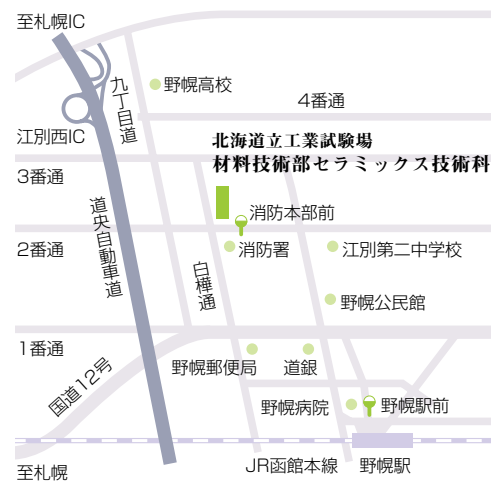 至札幌IC
九丁目道
野幌高校
4番通
江別西IC
北海道立工業試験場
材料技術部セラミックス技術科
3番通
道央自動車道
消防本部前
2番通
消防署
江別第二中学校
白樺通
野幌公民館
1番通
国道12号
野幌郵便局
道銀
野幌病院
野幌駅前
至札幌
JR函館本線
野幌駅